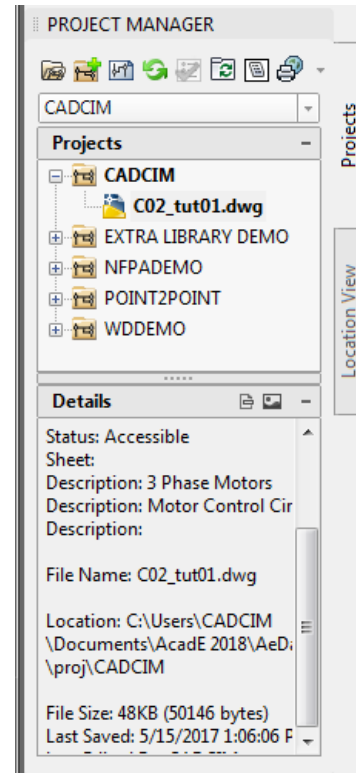 PROJECT MANAGER
CADCIM
Projects
CADCIM
C02_tut01.dwg
EXTRA LIBRARY DEMO
NFPADEMO
POINT2POINT
WDDEMO
Details
Status: Accessible
Sheet:
Description: 3 Phase Motors
Description: Motor Control Cir
Description:
File Name: C02_tut01.dwg
Location: C:\Users\CADCIM
\Documents\AcadE 2018\AeDa
\proj\CADCIM
File Size: 48KB (50146 bytes)
Last Saved: 5/15/2017 1:06:06 P
Projects
Location View